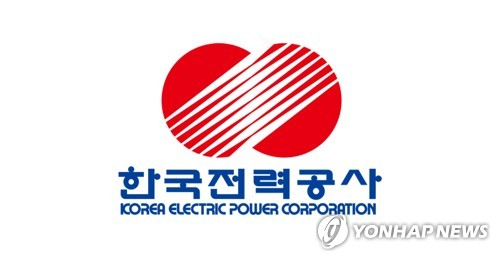 한국전력공사
KOREA ELECTRIC POWER CORPORATION
YONHAP NEWS